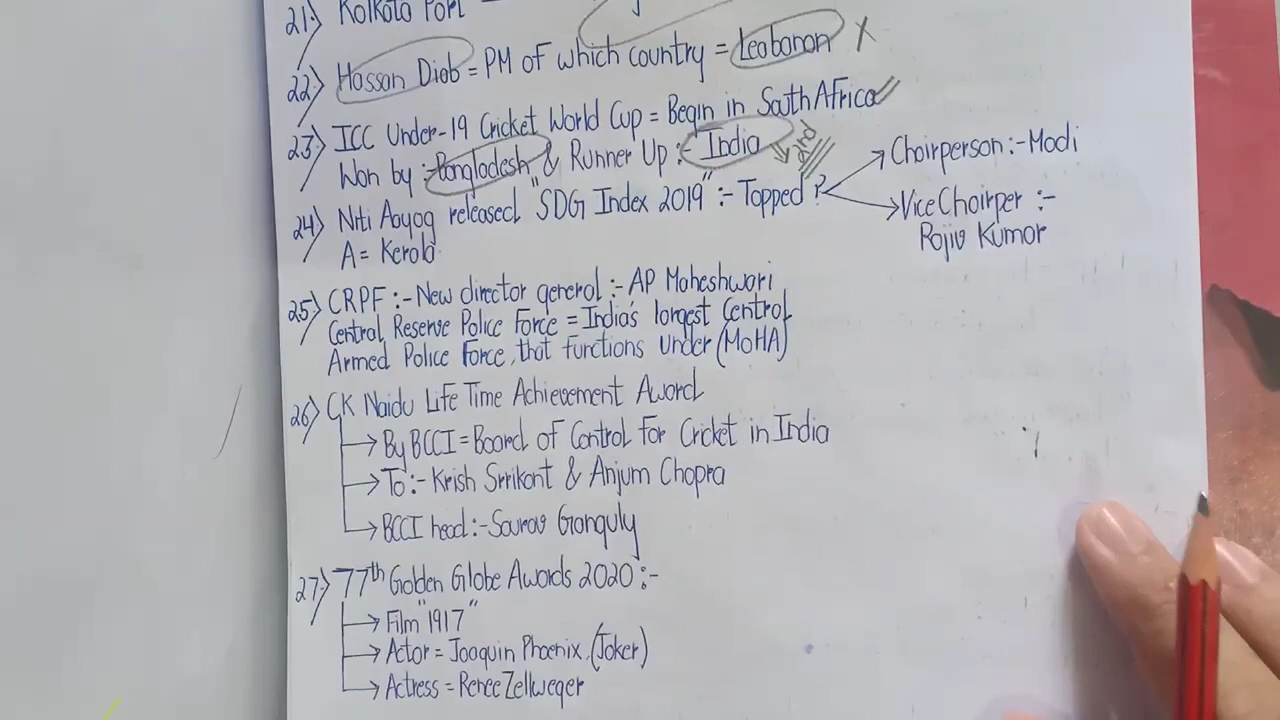 21) Kolkata Port
22) Hassan Diab = PM of which country = Leabanon X
23) ICC Under-19 Cricket World Cup = Begin in South Africa
Won by :- Bangladesh & Runner Up :- India 2nd
24) Niti Aayog released "SDG Index 2019" :- Topped ?
A = Kerala
Chairperson :- Modi
Vice Chairper :-
Rajiv Kumar
25) CRPF :- New director general :- AP Maheshwari
Central Reserve Police Force = India's largest Central
Armed Police Force, that functions under (MoHA)
26) CK Naidu Life Time Achievement Award
By BCCI = Board of Control For Cricket in India
To :- Krish Srrikant & Anjum Chopra
BCCI head :- Sourav Ganguly
27) 77th Golden Globe Awards 2020 :-
Film "1917"
Actor = Joaquin Phoenix. (Joker)
Actress = Renee Zellweger